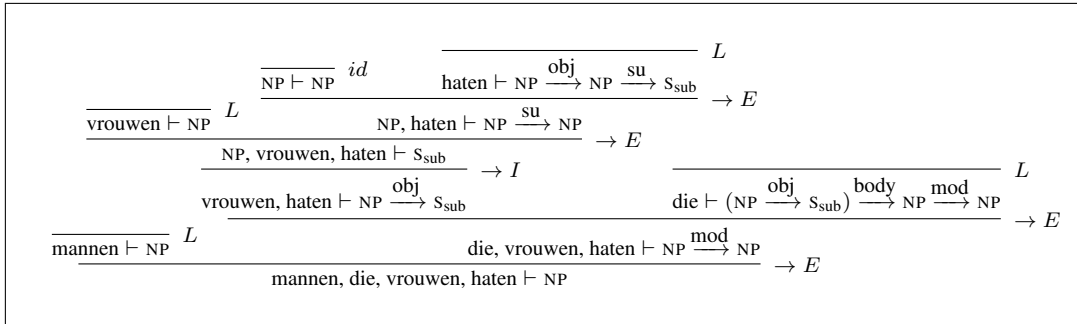 L
NP ⊢ NP id haten ⊢ NP obj→ NP su→ S_sub
→ E
vrouwen ⊢ NP L NP, haten ⊢ NP su→ NP
→ E
NP, vrouwen, haten ⊢ S_sub
→ I L
vrouwen, haten ⊢ NP obj→ S_sub die ⊢ (NP obj→ S_sub) body→ NP mod→ NP
→ E
mannen ⊢ NP L die, vrouwen, haten ⊢ NP mod→ NP
→ E
mannen, die, vrouwen, haten ⊢ NP